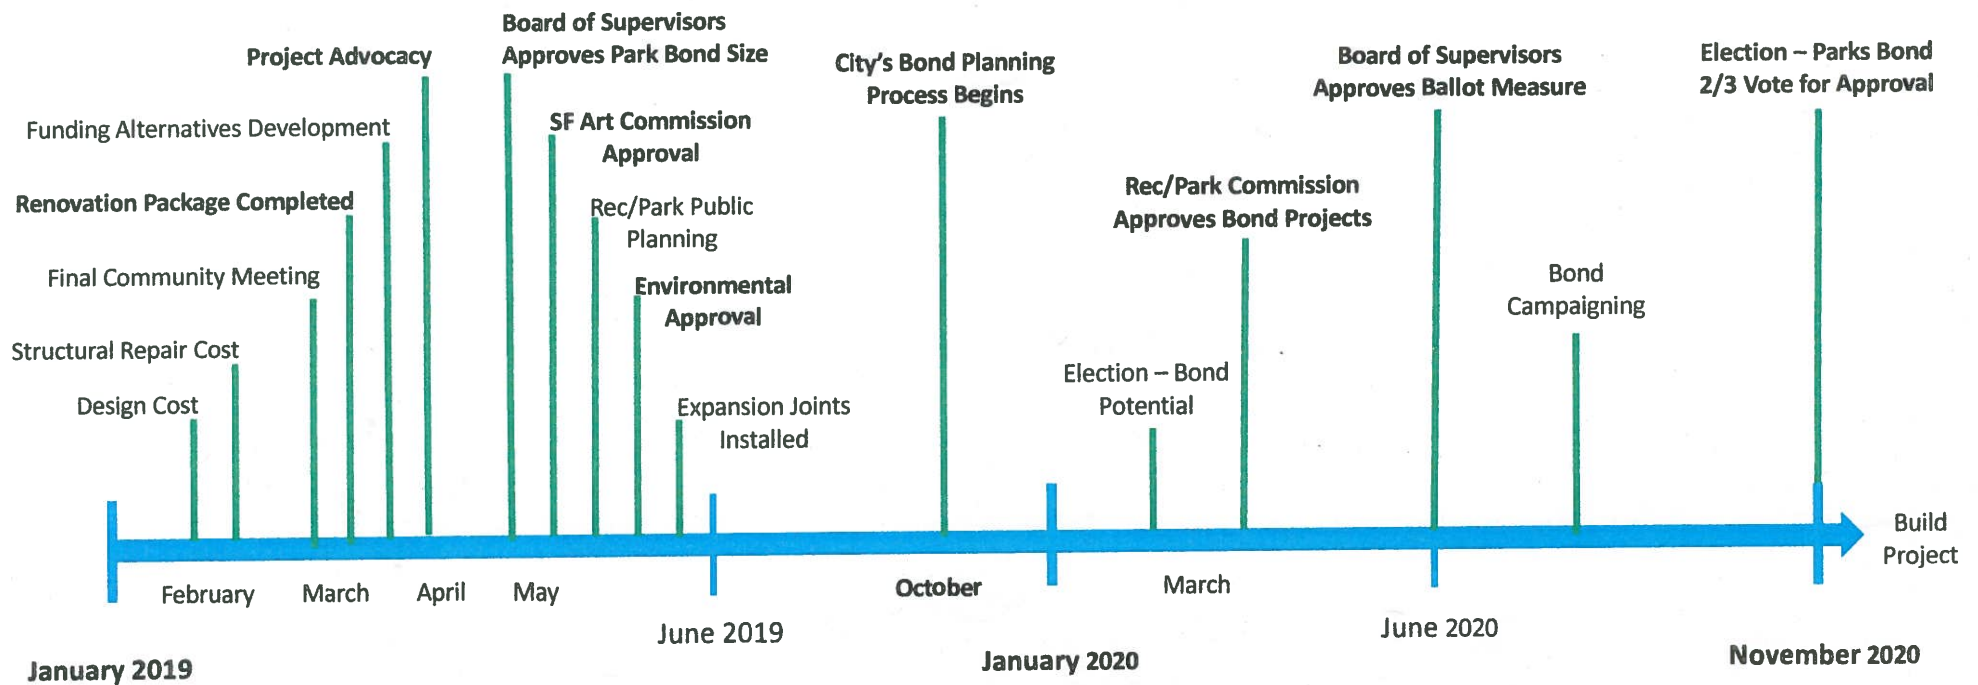 Board of Supervisors
Approves Park Bond Size
Project Advocacy
City's Bond Planning
Process Begins
Board of Supervisors
Approves Ballot Measure
Election – Parks Bond
2/3 Vote for Approval
Funding Alternatives Development
SF Art Commission
Approval
Renovation Package Completed
Rec/Park Public
Planning
Rec/Park Commission
Approves Bond Projects
Final Community Meeting
Environmental
Approval
Bond
Campaigning
Structural Repair Cost
Election – Bond
Potential
Design Cost
Expansion Joints
Installed
Build
Project
February
March
April
May
October
March
June 2019
June 2020
January 2019
January 2020
November 2020